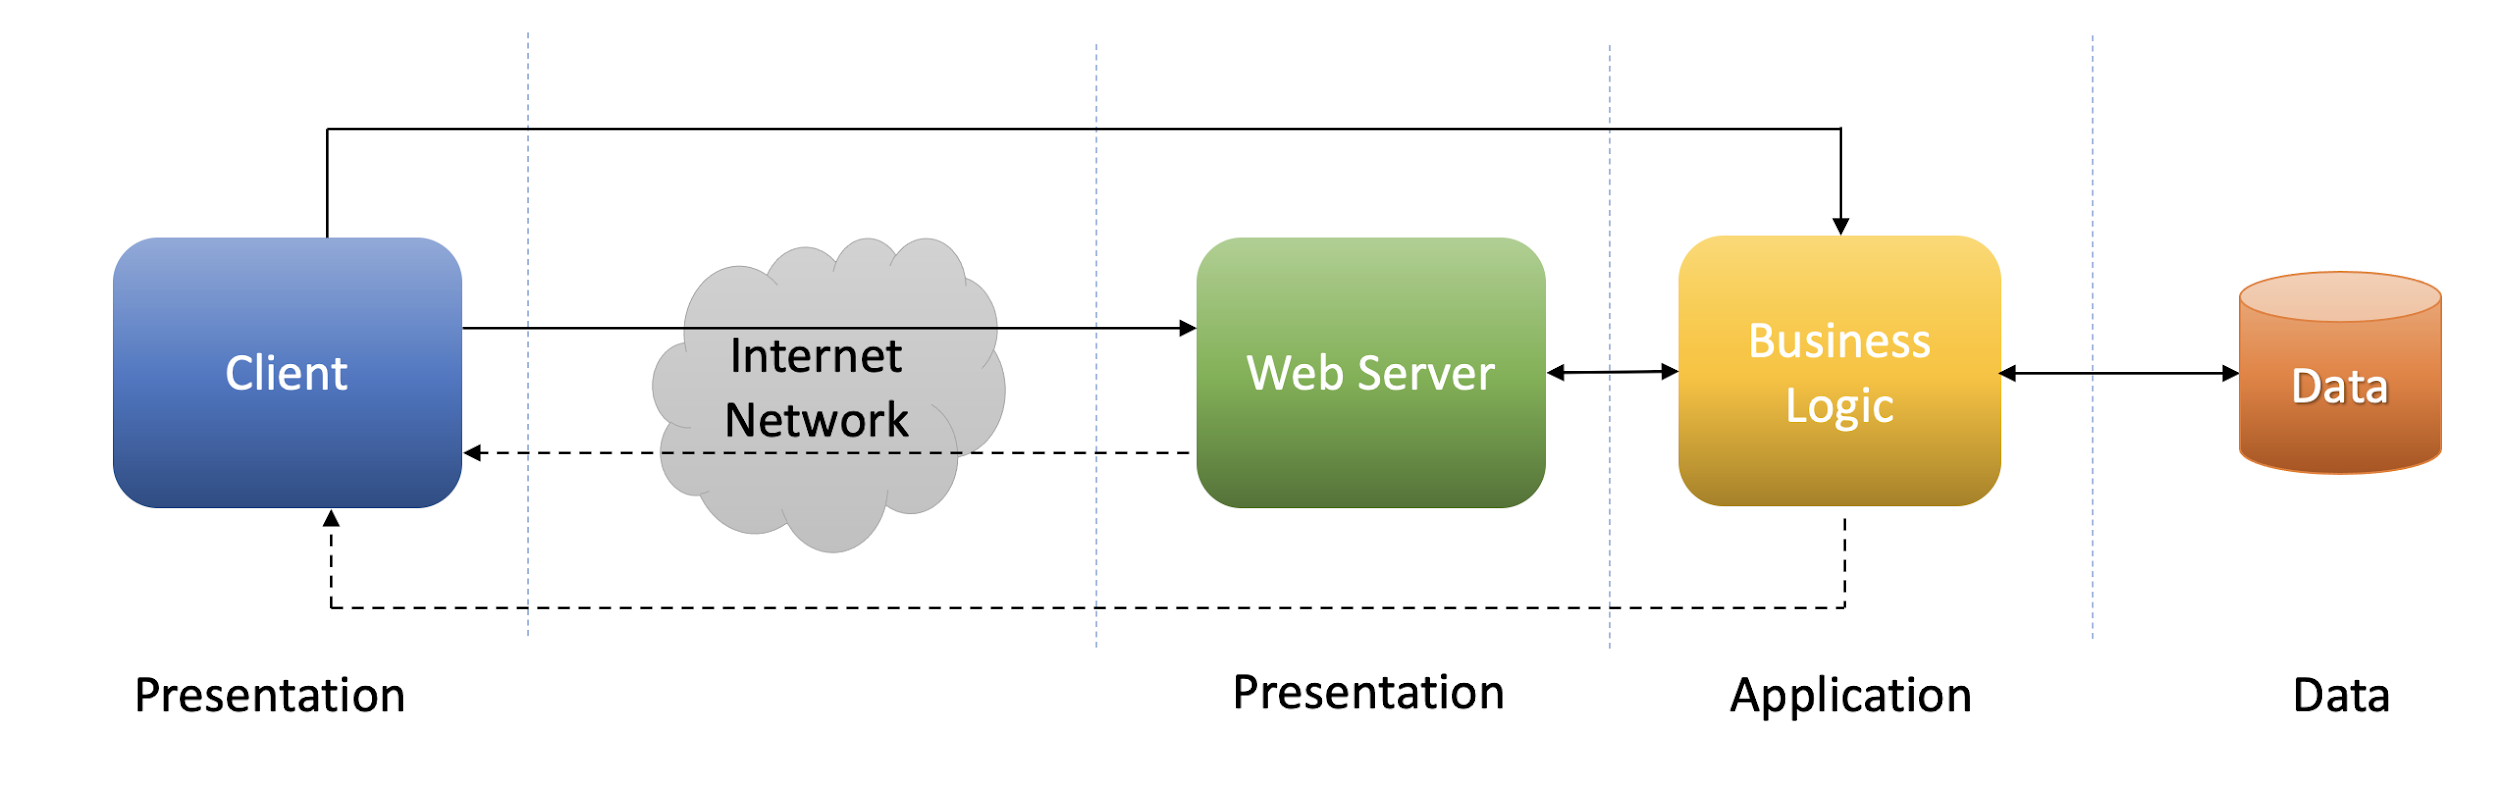 Client
Internet
Network
Web Server
Business
Logic
Data
Presentation
Presentation
Application
Data